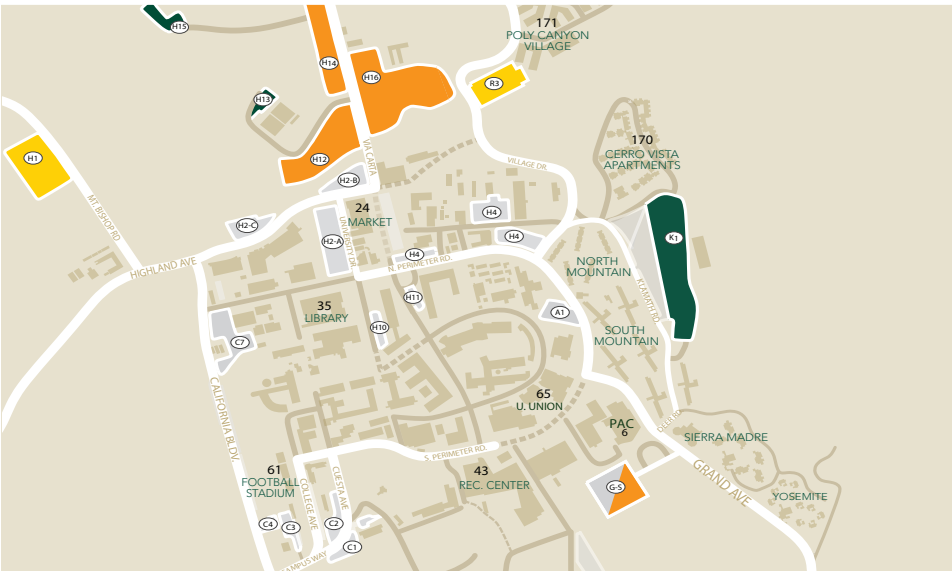 171
POLY CANYON
VILLAGE
H15
H14
H16
R3
H13
H1
H12
VIA CARTA
170
CERRO VISTA
APARTMENTS
VILLAGE DR.
H2-B
MT. BISHOP RD
24
MARKET
H2-C
H2-A
UNIVERSITY DR.
H4
H4
H4
K1
N. PERIMETER RD.
HIGHLAND AVE
NORTH
MOUNTAIN
KLAMATH RD
H11
35
LIBRARY
H10
A1
SOUTH
MOUNTAIN
C7
CALIFORNIA BLDV.
65
U. UNION
PAC
6
DEER RD
SIERRA MADRE
S. PERIMETER RD.
61
FOOTBALL
STADIUM
43
REC. CENTER
GRAND AVE
YOSEMITE
G-S
COLLEGE AVE
CUESTA AVE
C4
C3
C2
C1
AMPUS WAY